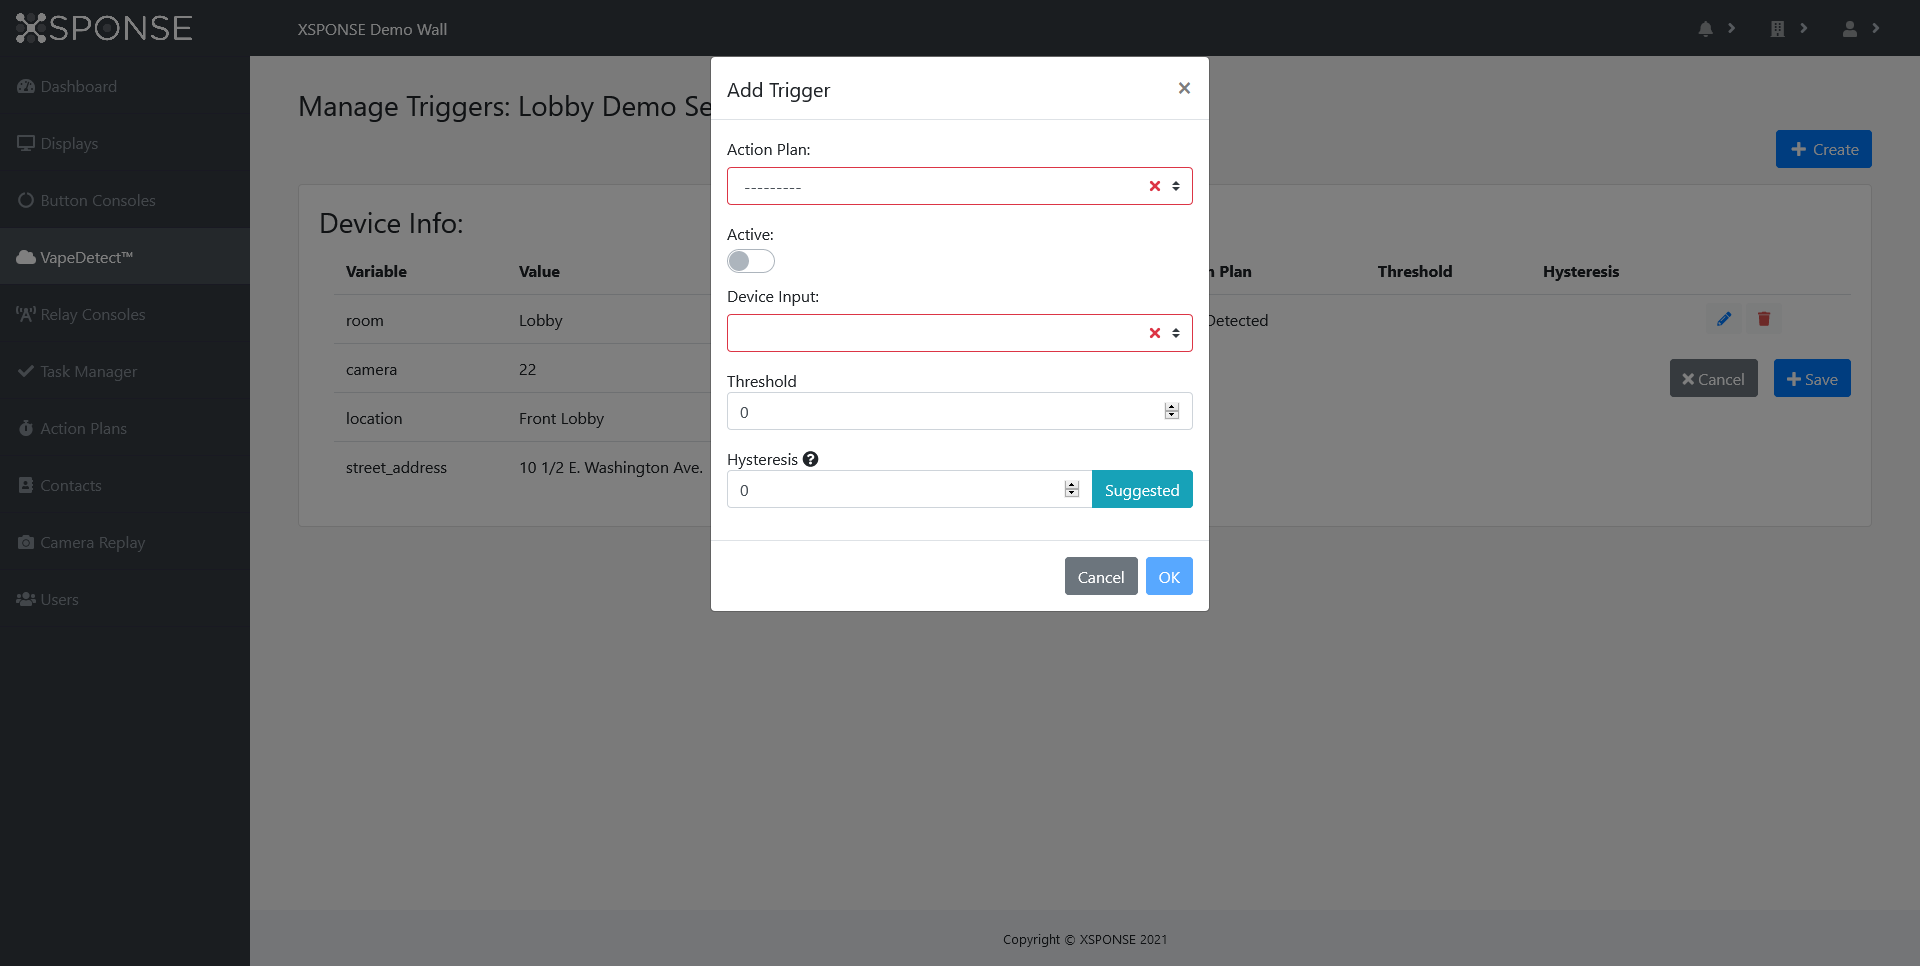 XSPONSE
XSPONSE Demo Wall
Dashboard
Displays
Button Consoles
VapeDetect™
Relay Consoles
Task Manager
Action Plans
Contacts
Camera Replay
Users
Manage Triggers: Lobby Demo Se
Create
Device Info:
Variable Value
room Lobby
camera 22
location Front Lobby
street_address 10 1/2 E. Washington Ave.
Plan Threshold Hysteresis
Detected
Cancel Save
Add Trigger
Action Plan:
---------
Active:
Device Input:
Threshold
0
Hysteresis
0 Suggested
Cancel OK
Copyright © XSPONSE 2021